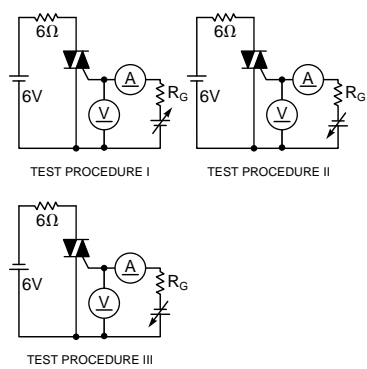 6Ω
6V
A
V
RG
TEST PROCEDURE I
6Ω
6V
A
V
RG
TEST PROCEDURE II
6Ω
6V
A
V
RG
TEST PROCEDURE III